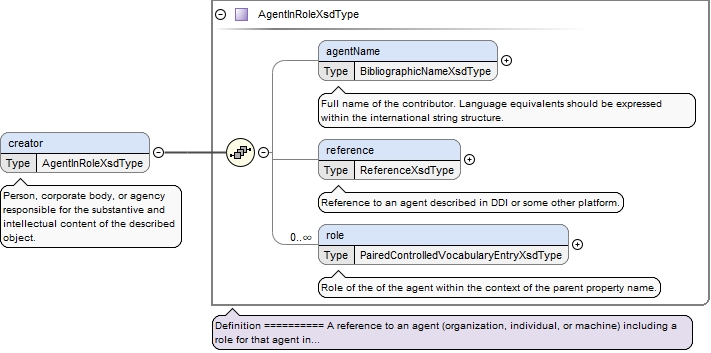 AgentInRoleXsdType
agentName
Type BibliographicNameXsdType
Full name of the contributor. Language equivalents should be expressed
within the international string structure.
creator
Type AgentInRoleXsdType
Person, corporate body, or agency
responsible for the substantive and
intellectual content of the described
object.
reference
Type ReferenceXsdType
Reference to an agent described in DDI or some other platform.
0..∞
role
Type PairedControlledVocabularyEntryXsdType
Role of the of the agent within the context of the parent property name.
Definition ========== A reference to an agent (organization, individual, or machine) including a
role for that agent in...